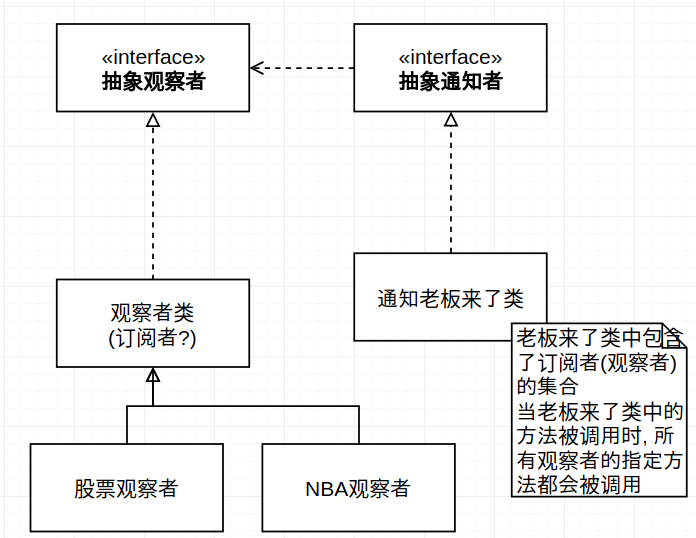 «interface»
抽象观察者
«interface»
抽象通知者
观察者类
(订阅者?)
通知老板来了类
老板来了类中包含
了订阅者(观察者)
的集合
当老板来了类中的
方法被调用时, 所
有观察者的指定方
法都会被调用
股票观察者
NBA观察者